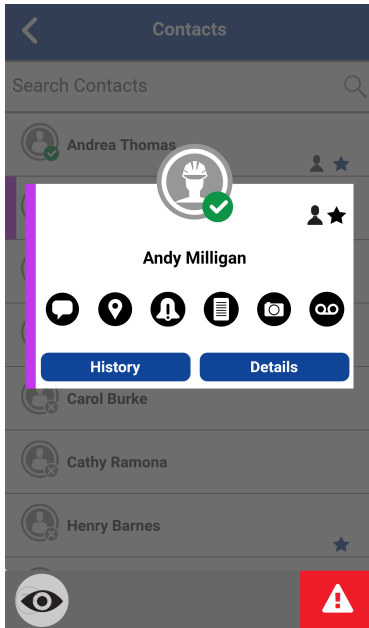 Contacts
Search Contacts
Andrea Thomas
Andy Milligan
History
Details
Carol Burke
Cathy Ramona
Henry Barnes